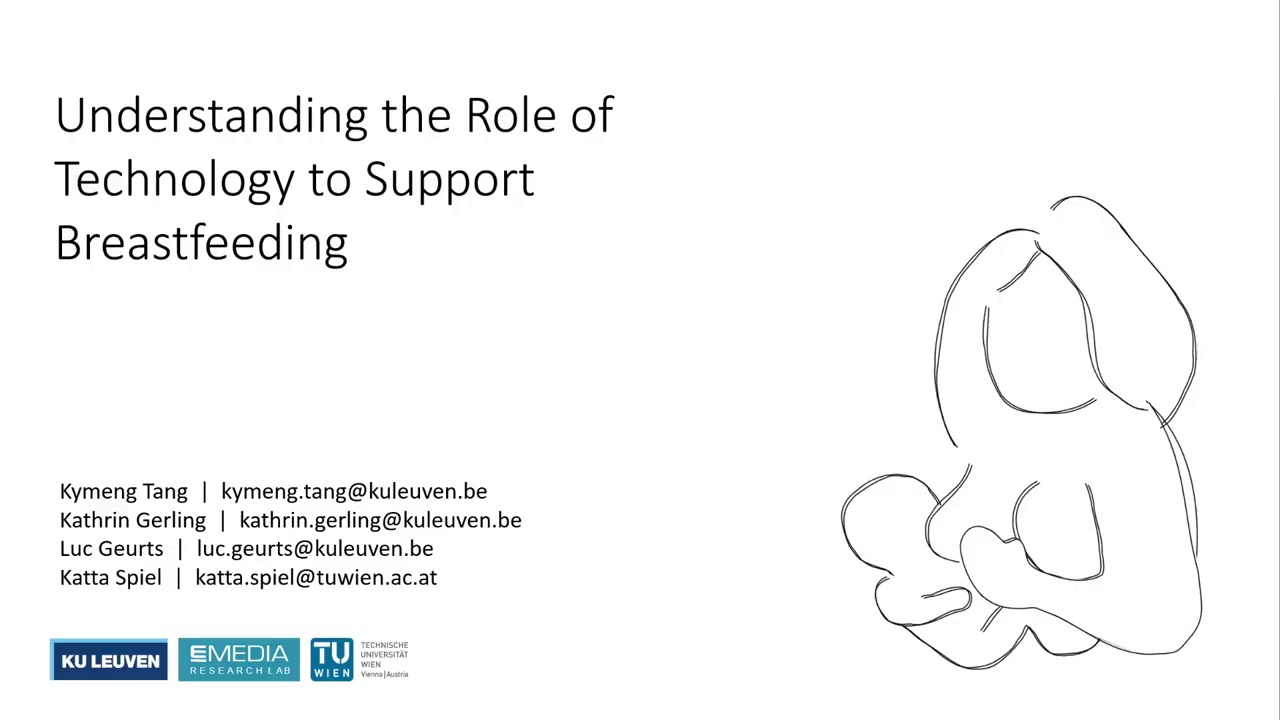 Understanding the Role of
Technology to Support
Breastfeeding
Kymeng Tang | kymeng.tang@kuleuven.be
Kathrin Gerling | kathrin.gerling@kuleuven.be
Luc Geurts | luc.geurts@kuleuven.be
Katta Spiel | katta.spiel@tuwien.ac.at
KU LEUVEN
EMEDIA
RESEARCH LAB
TU
WIEN
TECHNISCHE
UNIVERSITÄT
WIEN
Vienna | Austria